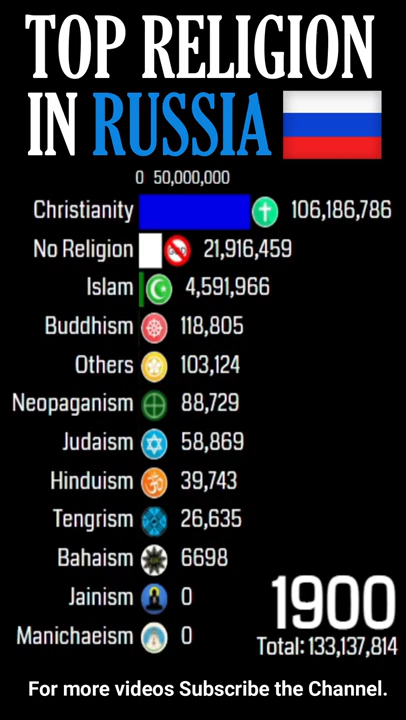 TOP RELIGION
IN RUSSIA
0 50,000,000
Christianity 106,186,786
No Religion 21,916,459
Islam 4,591,966
Buddhism 118,805
Others 103,124
Neopaganism 88,729
Judaism 58,869
Hinduism 39,743
Tengrism 26,635
Bahaism 6698
Jainism 0
Manichaeism 0
1900
Total: 133,137,814
For more videos Subscribe the Channel.